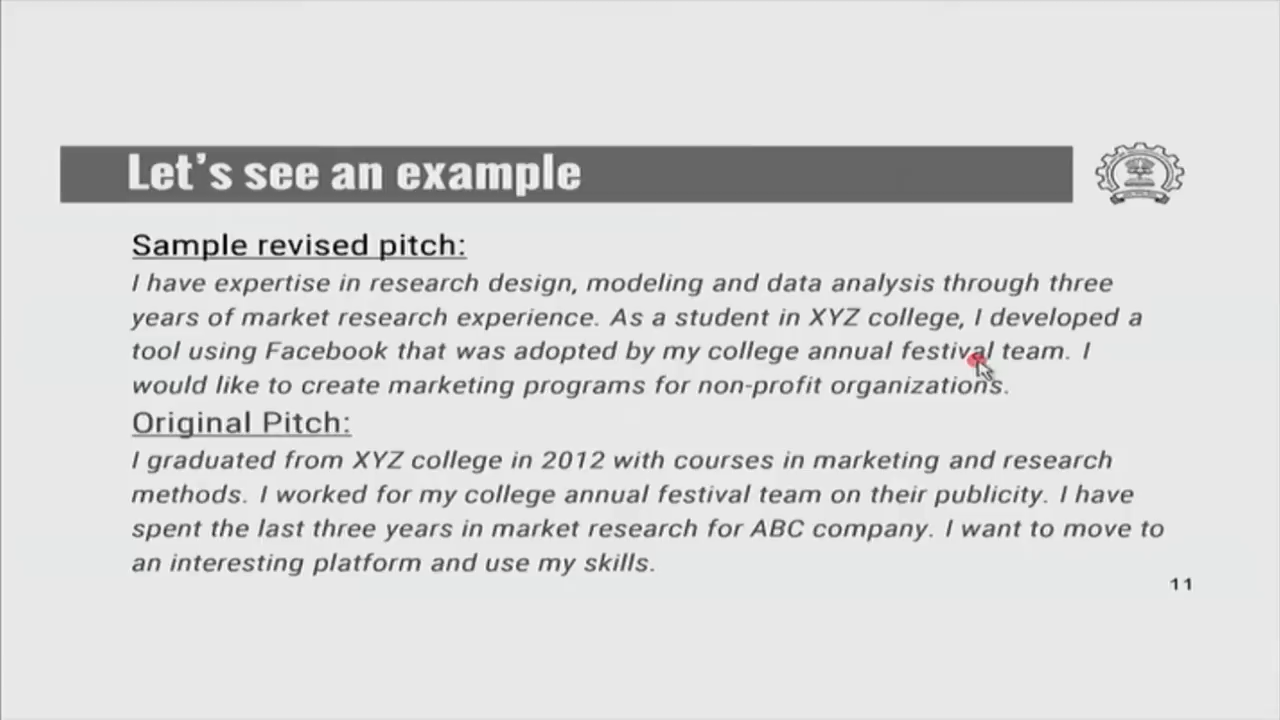 Let's see an example
Sample revised pitch:
I have expertise in research design, modeling and data analysis through three
years of market research experience. As a student in XYZ college, I developed a
tool using Facebook that was adopted by my college annual festival team. I
would like to create marketing programs for non-profit organizations.
Original Pitch:
I graduated from XYZ college in 2012 with courses in marketing and research
methods. I worked for my college annual festival team on their publicity. I have
spent the last three years in market research for ABC company. I want to move to
an interesting platform and use my skills.
11